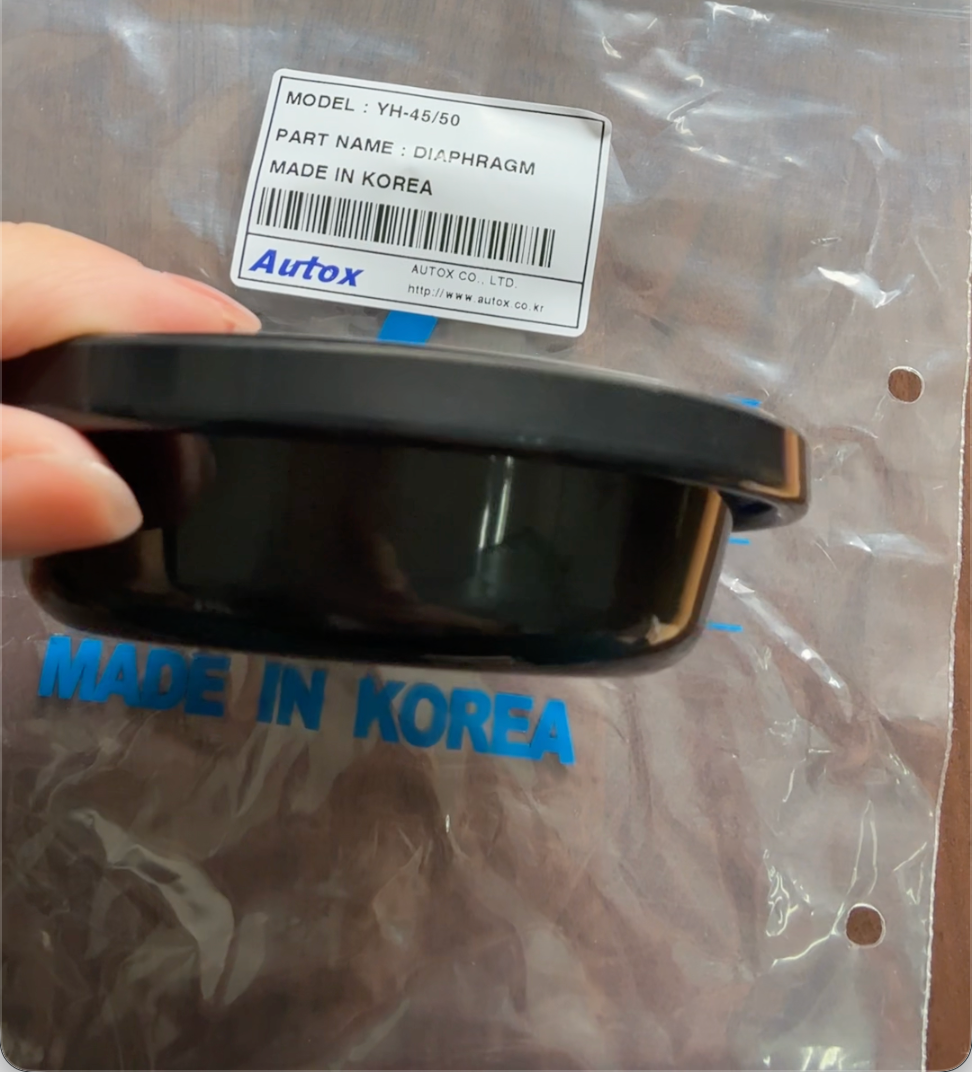 MODEL : YH-45/50
PART NAME : DIAPHRAGM
MADE IN KOREA
Autox
AUTOX CO., LTD.
http://www.autox.co.kr
MADE IN KOREA